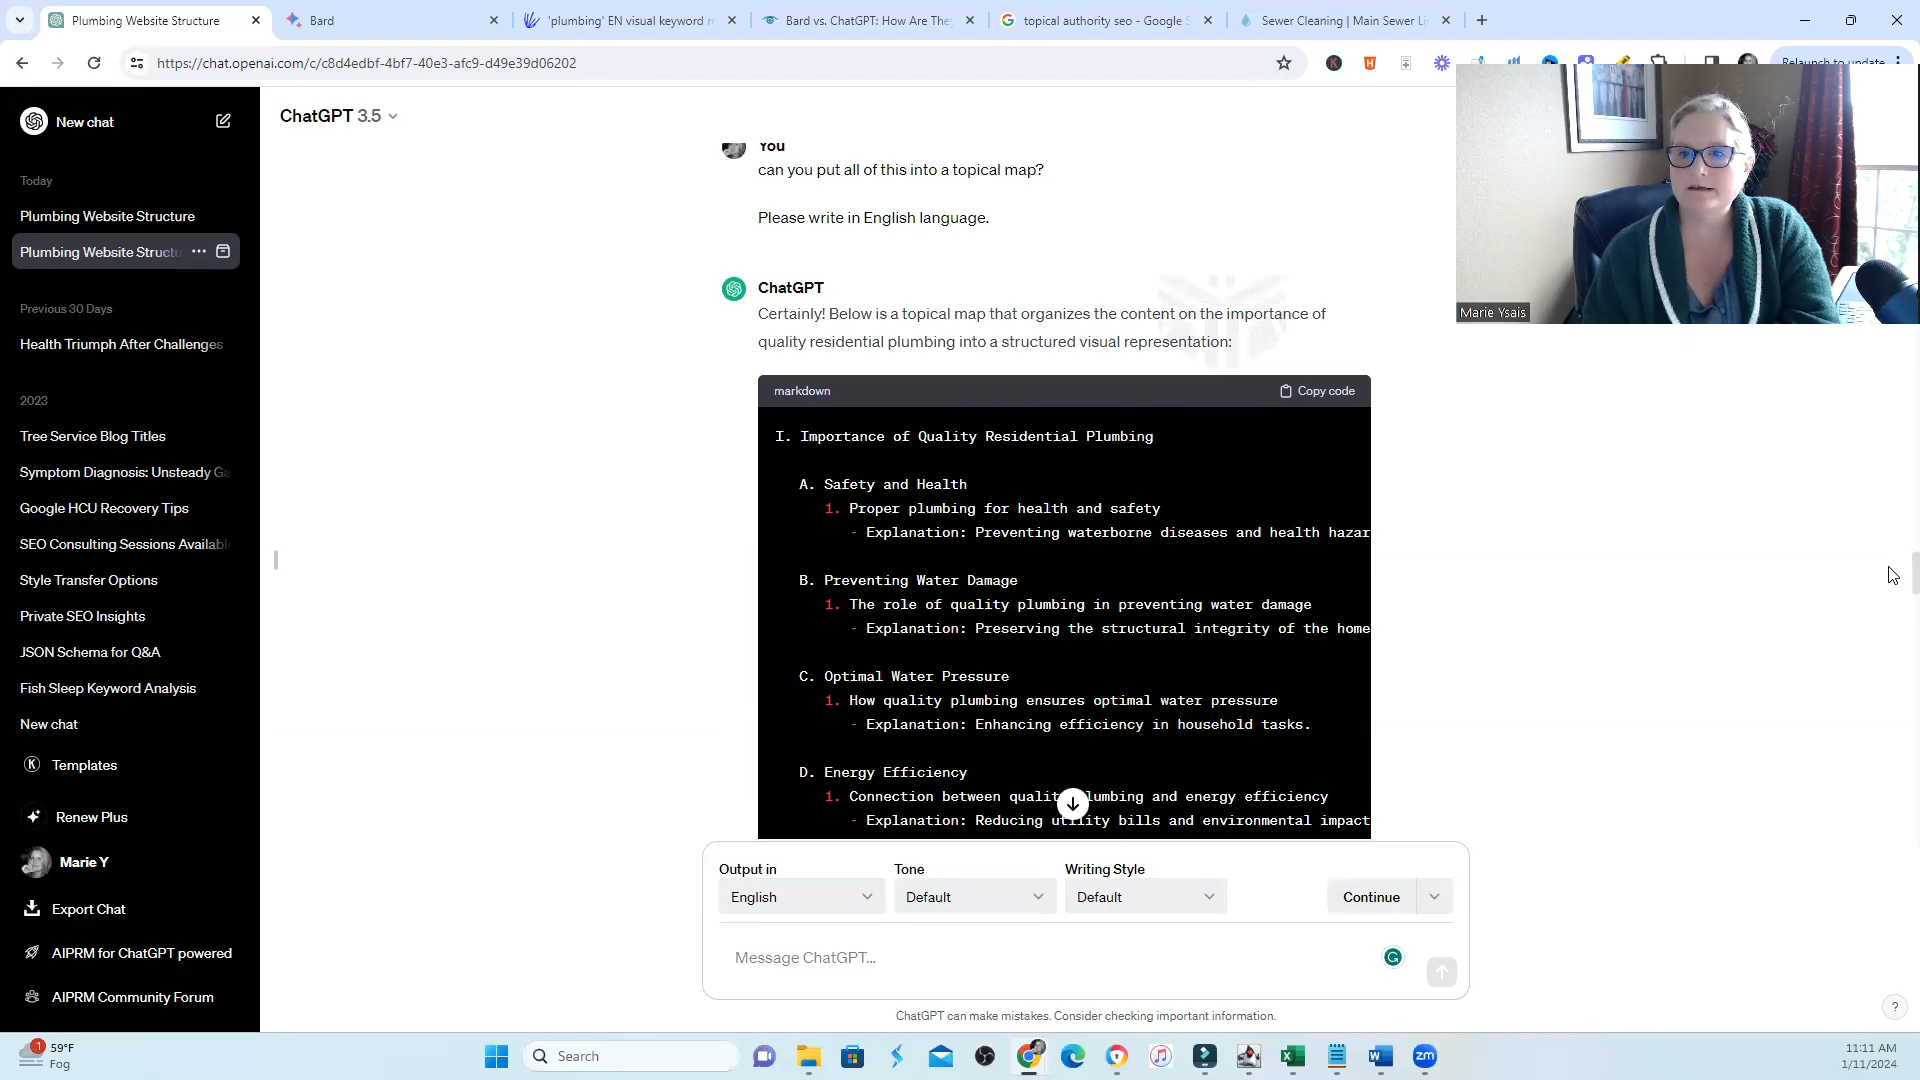 Plumbing Website Structure
Bard
'plumbing' EN visual keyword r
Bard vs. ChatGPT: How Are They
topical authority seo - Google S
Sewer Cleaning | Main Sewer Li
https://chat.openai.com/c/c8d4edbf-4bf7-40e3-afc9-d49e39d06202
Relaunch to update
New chat
ChatGPT 3.5
Today
Plumbing Website Structure
Plumbing Website Structu
Previous 30 Days
Health Triumph After Challenges
2023
Tree Service Blog Titles
Symptom Diagnosis: Unsteady Ga
Google HCU Recovery Tips
SEO Consulting Sessions Availabl
Style Transfer Options
Private SEO Insights
JSON Schema for Q&A
Fish Sleep Keyword Analysis
New chat
Templates
Renew Plus
Marie Y
Export Chat
AIPRM for ChatGPT powered
AIPRM Community Forum
You
can you put all of this into a topical map?
Please write in English language.
ChatGPT
Certainly! Below is a topical map that organizes the content on the importance of
quality residential plumbing into a structured visual representation:
markdown
Copy code
I. Importance of Quality Residential Plumbing
A. Safety and Health
1. Proper plumbing for health and safety
- Explanation: Preventing waterborne diseases and health hazar
B. Preventing Water Damage
1. The role of quality plumbing in preventing water damage
- Explanation: Preserving the structural integrity of the home
C. Optimal Water Pressure
1. How quality plumbing ensures optimal water pressure
- Explanation: Enhancing efficiency in household tasks.
D. Energy Efficiency
1. Connection between quality plumbing and energy efficiency
- Explanation: Reducing utility bills and environmental impact
Marie Ysais
Output in
Tone
Writing Style
English
Default
Default
Continue
Message ChatGPT...
ChatGPT can make mistakes. Consider checking important information.
?
1
59°F
Fog
Search
zm
11:11 AM
1/11/2024